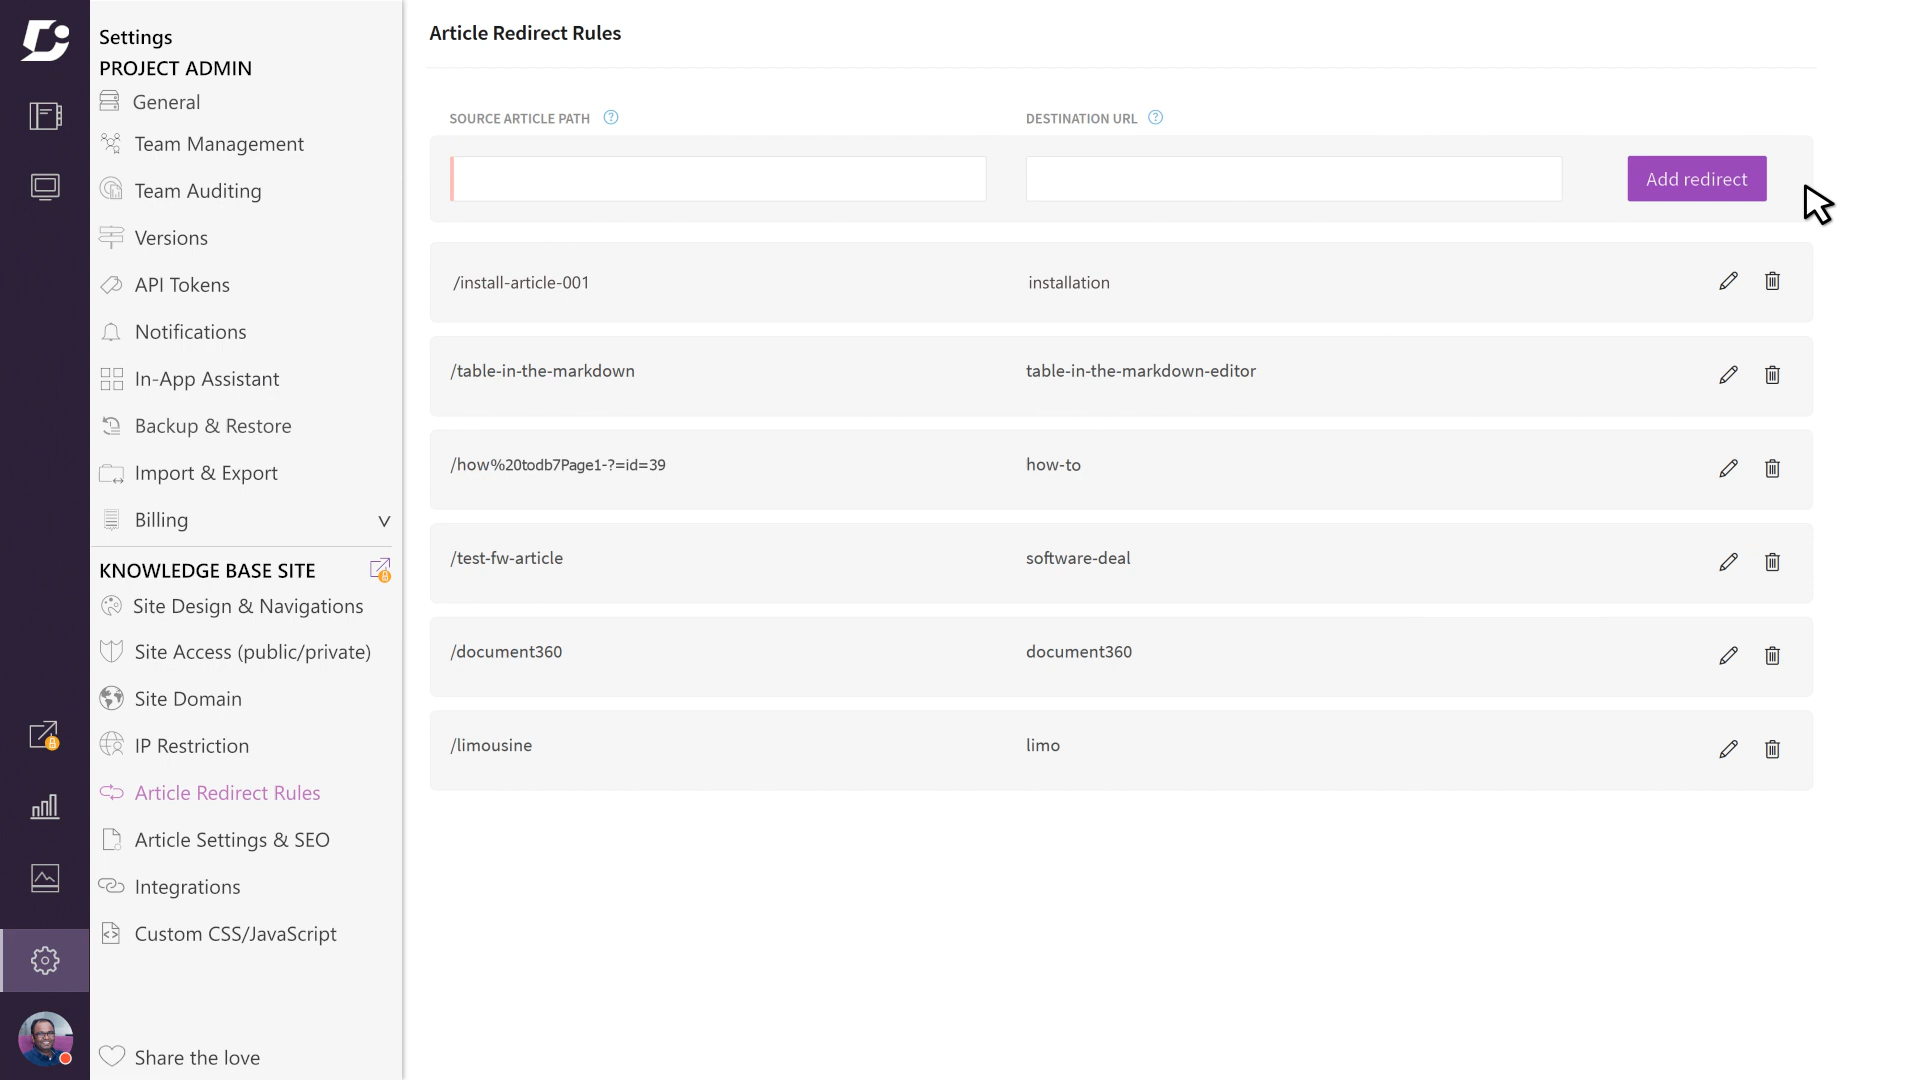 Settings
PROJECT ADMIN
General
Team Management
Team Auditing
Versions
API Tokens
Notifications
In-App Assistant
Backup & Restore
Import & Export
Billing
KNOWLEDGE BASE SITE
Site Design & Navigations
Site Access (public/private)
Site Domain
IP Restriction
Article Redirect Rules
Article Settings & SEO
Integrations
Custom CSS/JavaScript
Share the love
Article Redirect Rules
SOURCE ARTICLE PATH ? DESTINATION URL ?
Add redirect
/install-article-001 installation
/table-in-the-markdown table-in-the-markdown-editor
/how%20todb7Page1-?=id=39 how-to
/test-fw-article software-deal
/document360 document360
/limousine limo